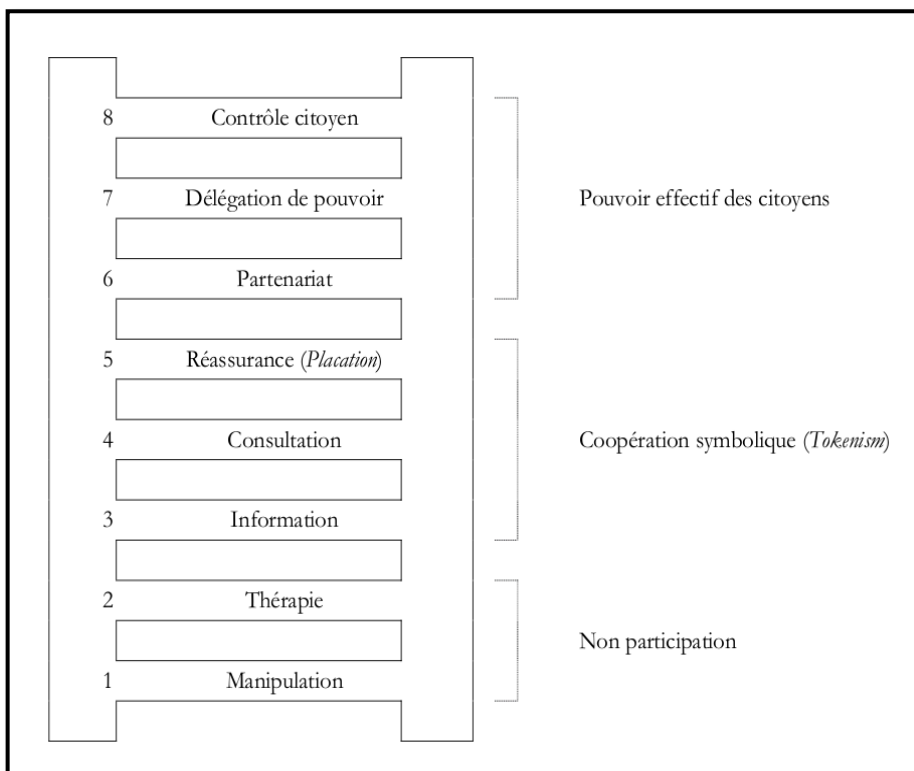 8 Contrôle citoyen
7 Délégation de pouvoir
Pouvoir effectif des citoyens
6 Partenariat
5 Réassurance (Placation)
4 Consultation
Coopération symbolique (Tokenism)
3 Information
2 Thérapie
Non participation
1 Manipulation